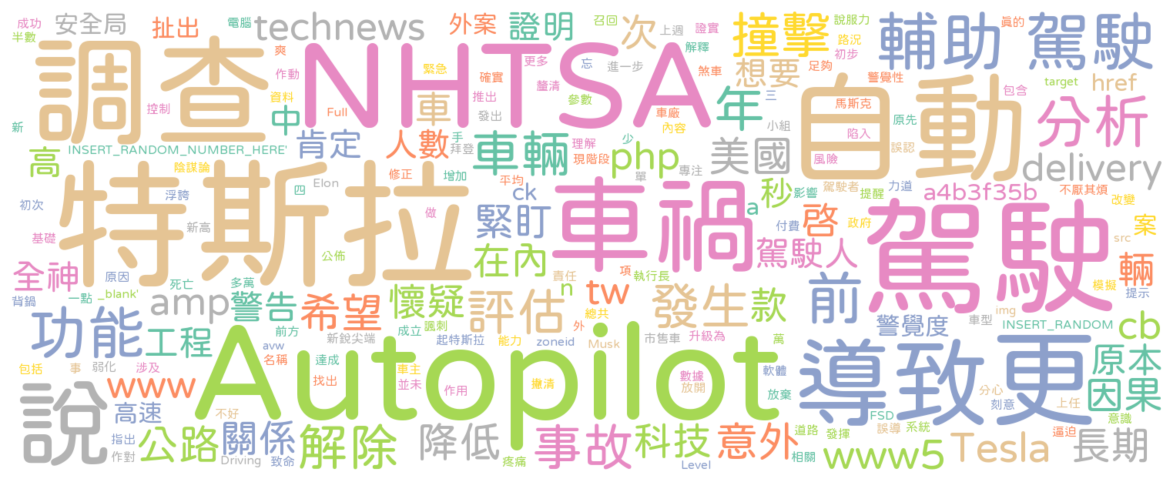 成功
半數
安全局
扯出
電腦
technews
外案
證明
次
召回
上週
說服力
證實
解釋
路況
初步
真的
撞擊
輔助
駕駛
調查
NHTSA
爽
作動
資料
緊急
確實
更多
釐清
進一步
煞車
足夠
想要
警覺性
target
href
包含
控制
Full
推出
參數
車廠
三
馬斯克
原先
自動
分析
新
INSERT_RANDOM_NUMBER_HERE'
中
車
發出
內容
年
小組
陷入
誤認
高
肯定
人數
手
拜登
車輛
理解
現階段
少
php
單
專注
美國
風險
delivery
陰謀論
修正
增加
平均
四
Elon
浮誇
初次
新高
特斯拉
做
ck
緊盯
車禍
a
秒
影響
駕駛者
提醒
力道
a4b3f35b
不厭其煩
改變
付費
政府
啓
駕駛
案
src
基礎
公佈
在內
駕駛人
輛
全神
原因
死亡
多萬
責任
項
執行長
n
模擬
提示
背鍋
一點
_blank'
amp
警告
希望
懷疑
評估
tw
發生
款
前
車型
img
警覺度
INSERT_RANDOM
cb
功能
工程
前方
新銳尖端
成立
諷刺
外
總共
市售車
升級為
萬
包括
事
弱化
avw
涉及
名稱
達成
找出
起特斯拉
能力
zoneid
Musk
Autopilot
車主
並未
作用
撇清
數據
放開
軟體
放棄
導致更
原本
因果
說
www
高速
不好
指出
作對
公路
關係
Driving
致命
解除
降低
疼痛
事故
科技
Level
意外
道路
相關
發揮
FSD
誤導
系統
分心
刻意
上任
意識
逼迫
www5
Tesla
長期